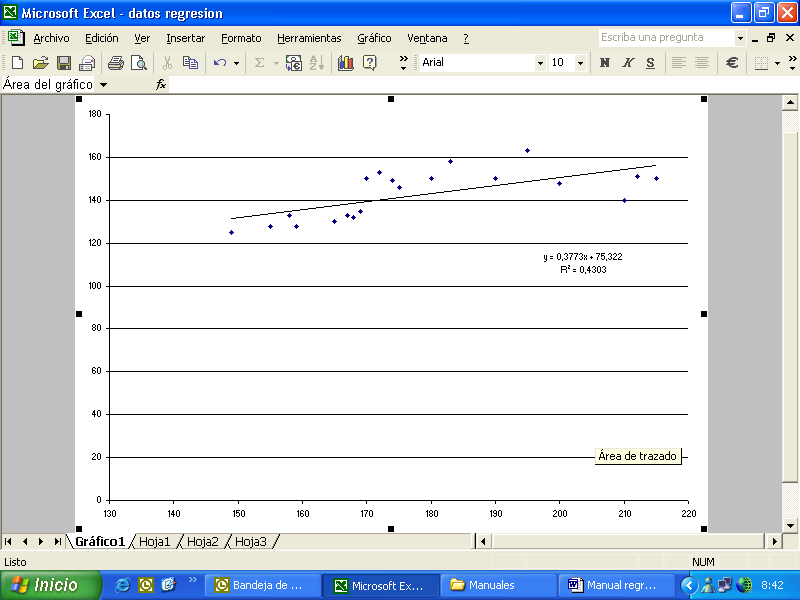 Microsoft Excel - datos regresion
Archivo Edición Ver Insertar Formato Herramientas Gráfico Ventana ? Escriba una pregunta
Arial 10 N K S €
Área del gráfico fx
180
160
140
120
y = 0,3773x + 75,322
R² = 0,4303
100
80
60
40
20
Área de trazado
0
130 140 150 160 170 180 190 200 210 220
Gráfico1 Hoja1 Hoja2 Hoja3
Listo NUM
Inicio Bandeja de ... Microsoft Ex... Manuales Manual regr... 8:42